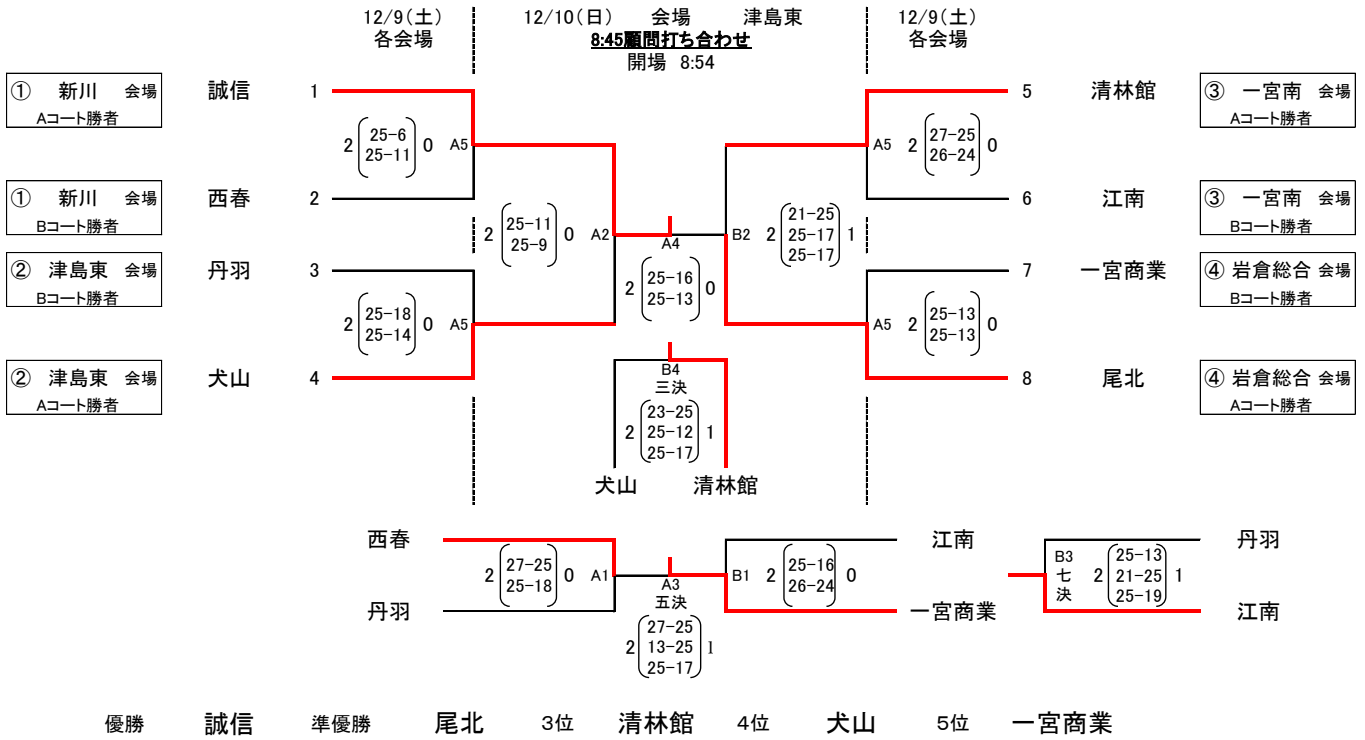 12/9(土) 12/10(日) 会場 津島東 12/9(土)
各会場 8:45顧問打ち合わせ 各会場
開場 8:54
① 新川 会場 誠信 1 5 清林館 ③ 一宮南 会場
Aコート勝者 Aコート勝者
2 25-6 25-11 0 A5 A5 2 27-25 26-24 0
① 新川 会場 西春 2 6 江南 ③ 一宮南 会場
Bコート勝者 Bコート勝者
2 25-11 25-9 0 A2 A4 B2 2 21-25 25-17 25-17 1
② 津島東 会場 丹羽 3 7 一宮商業 ④ 岩倉総合 会場
Bコート勝者 Bコート勝者
2 25-16 25-13 0
2 25-18 25-14 0 A5 A5 2 25-13 25-13 0
② 津島東 会場 犬山 4 8 尾北 ④ 岩倉総合 会場
Aコート勝者 Aコート勝者
B4
三決
2 23-25 25-12 25-17 1
犬山 清林館
西春 江南 丹羽
2 27-25 25-18 0 A1 A3 B1 2 25-16 26-24 0 B3 七決 2 25-13 21-25 25-19 1
五決
丹羽 一宮商業 江南
2 27-25 13-25 25-17 1
優勝 誠信 準優勝 尾北 3位 清林館 4位 犬山 5位 一宮商業